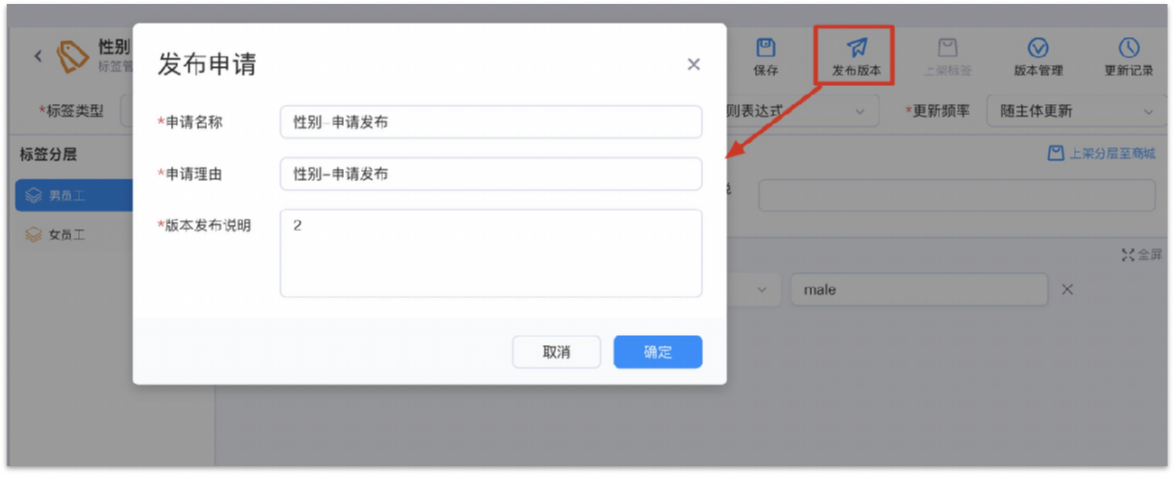 性别
标签管
保存
发布版本
上架标签
版本管理
更新记录
*标签类型
则表达式
*更新频率
随主体更新
标签分层
上架分层至商城
男员工
女员工
全屏
male
发布申请
*申请名称
性别-申请发布
*申请理由
性别-申请发布
*版本发布说明
2
取消
确定